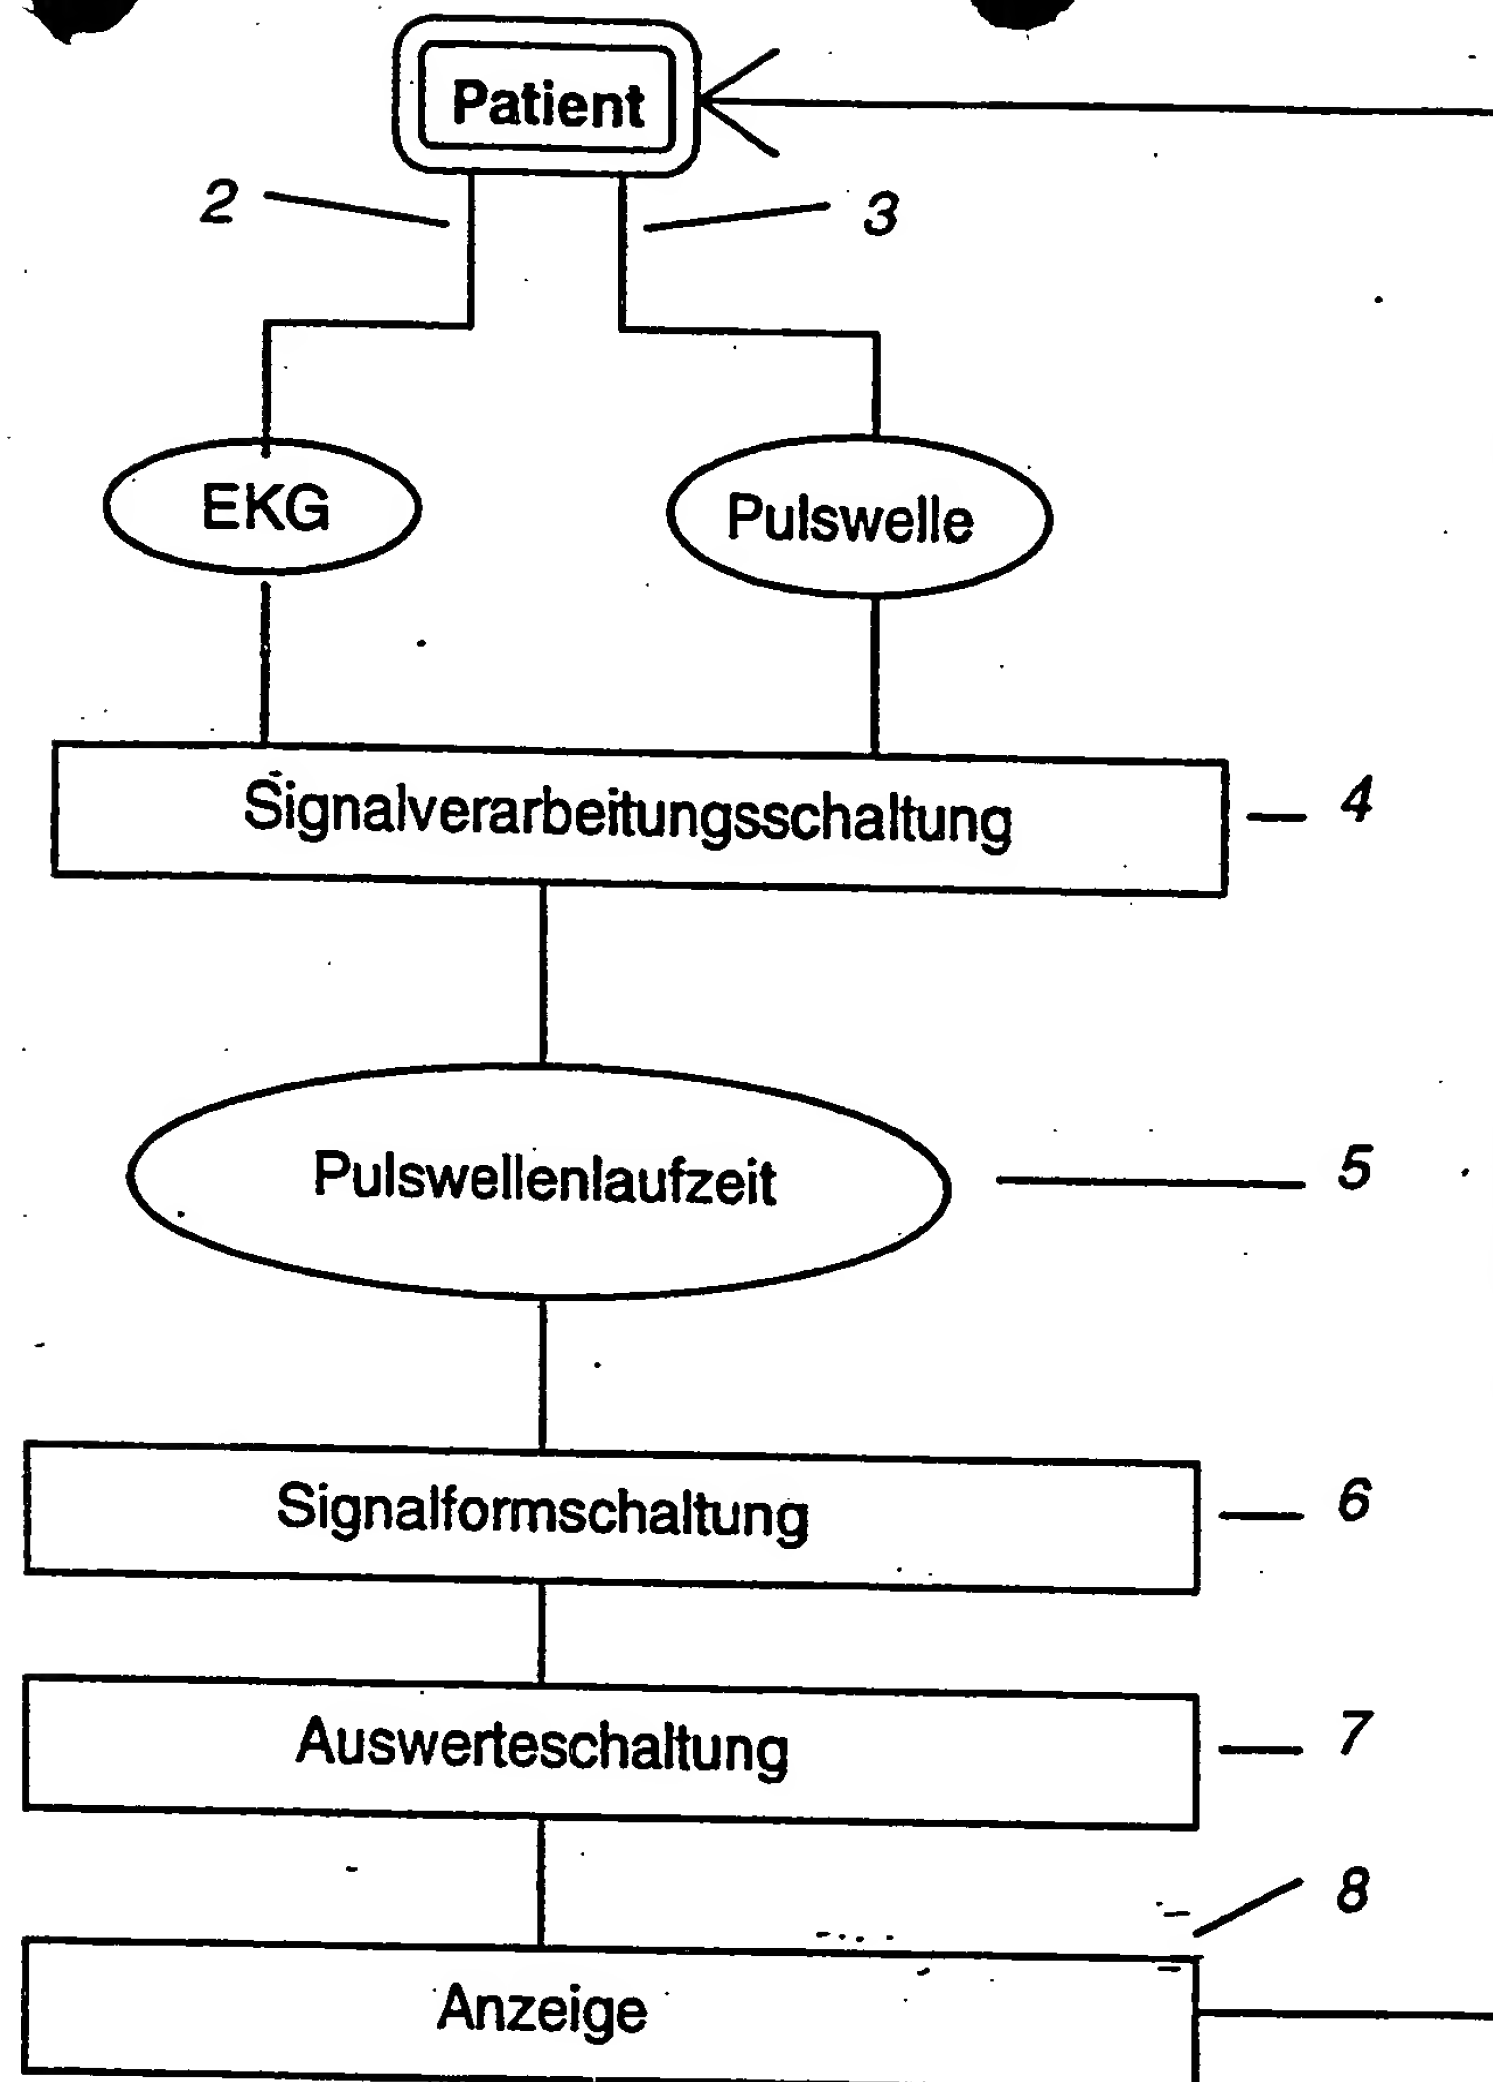 Patient
2
3
EKG
Pulswelle
Signalverarbeitungsschaltung
4
Pulswellenlaufzeit
5
Signalformschaltung
6
Auswerteschaltung
7
8
Anzeige